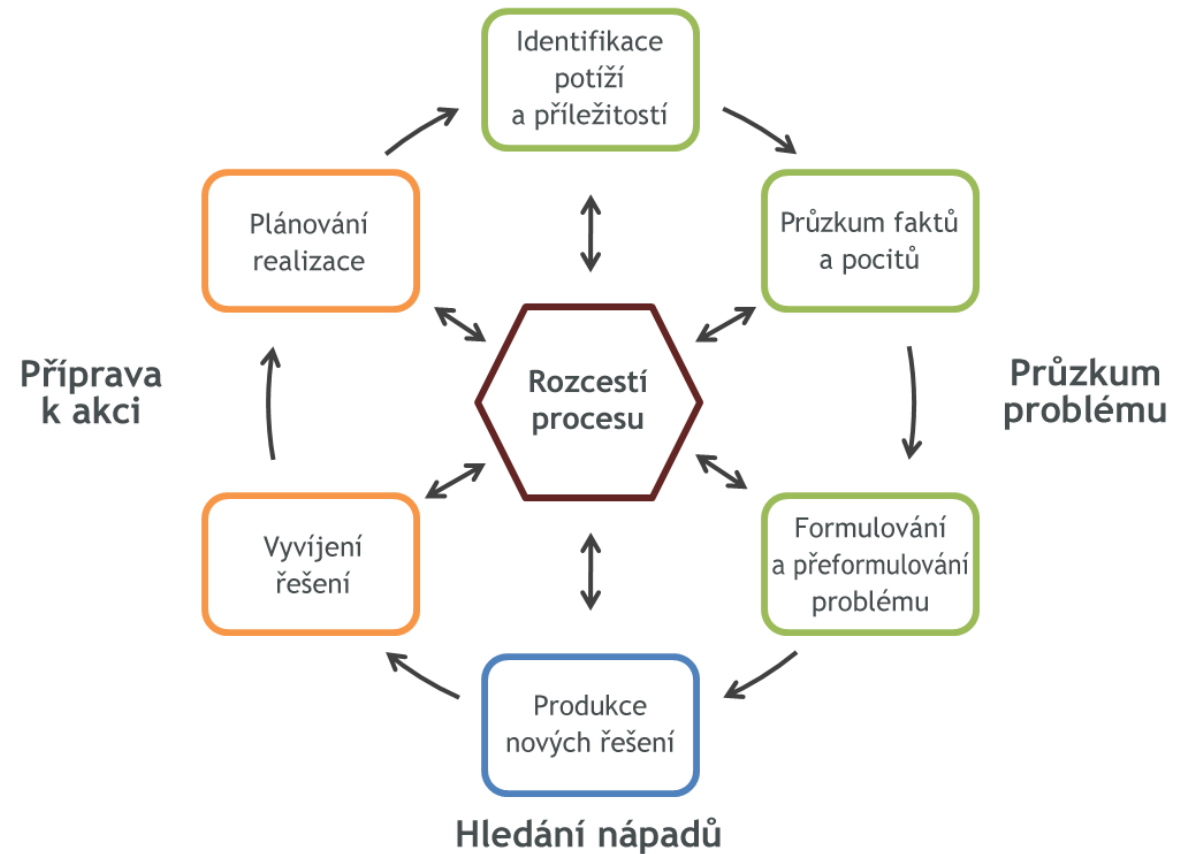 Identifikace
potíží
a příležitostí
Plánování
realizace
Průzkum faktů
a pocitů
Příprava
k akci
Rozcestí
procesu
Průzkum
problému
Vyvíjení
řešení
Formulování
a přeformulování
problému
Produkce
nových řešení
Hledání nápadů